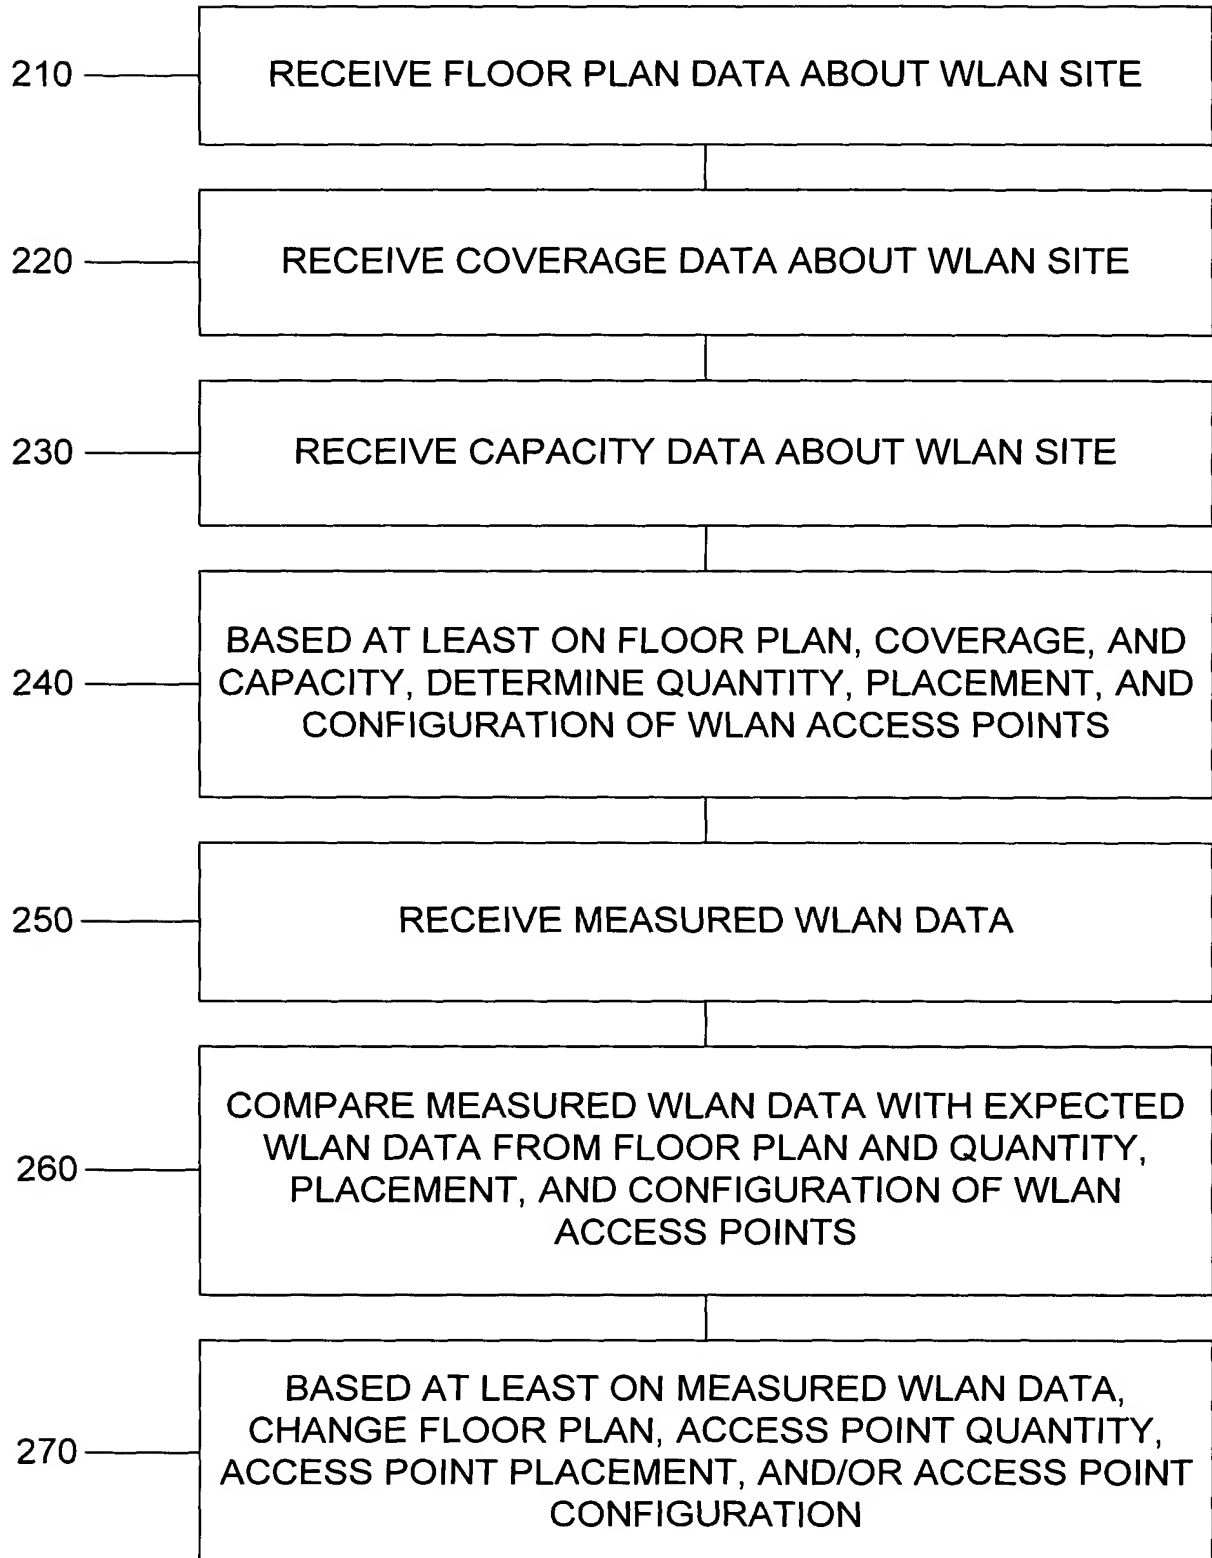 210
RECEIVE FLOOR PLAN DATA ABOUT WLAN SITE
220
RECEIVE COVERAGE DATA ABOUT WLAN SITE
230
RECEIVE CAPACITY DATA ABOUT WLAN SITE
240
BASED AT LEAST ON FLOOR PLAN, COVERAGE, AND
CAPACITY, DETERMINE QUANTITY, PLACEMENT, AND
CONFIGURATION OF WLAN ACCESS POINTS
250
RECEIVE MEASURED WLAN DATA
260
COMPARE MEASURED WLAN DATA WITH EXPECTED
WLAN DATA FROM FLOOR PLAN AND QUANTITY,
PLACEMENT, AND CONFIGURATION OF WLAN
ACCESS POINTS
270
BASED AT LEAST ON MEASURED WLAN DATA,
CHANGE FLOOR PLAN, ACCESS POINT QUANTITY,
ACCESS POINT PLACEMENT, AND/OR ACCESS POINT
CONFIGURATION